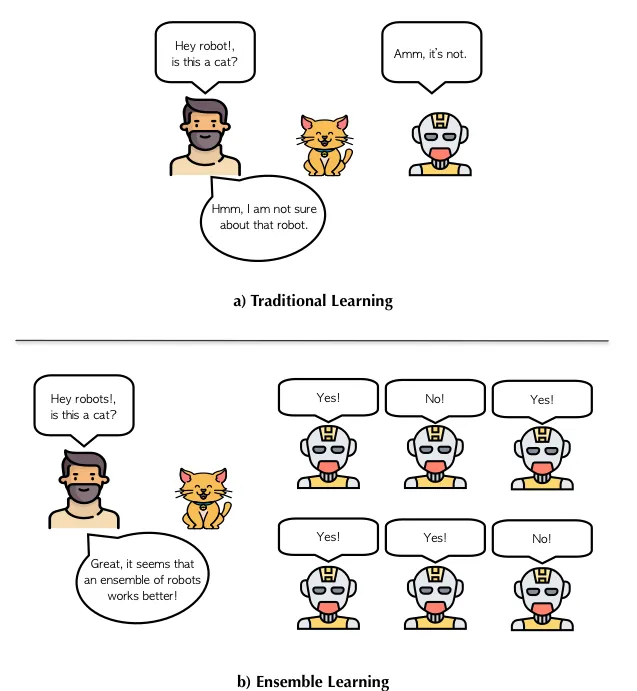 Hey robot!,
is this a cat?
Amm, it's not.
Hmm, I am not sure
about that robot.
a) Traditional Learning
Hey robots!,
is this a cat?
Yes!
No!
Yes!
Yes!
Yes!
No!
Great, it seems that
an ensemble of robots
works better!
b) Ensemble Learning